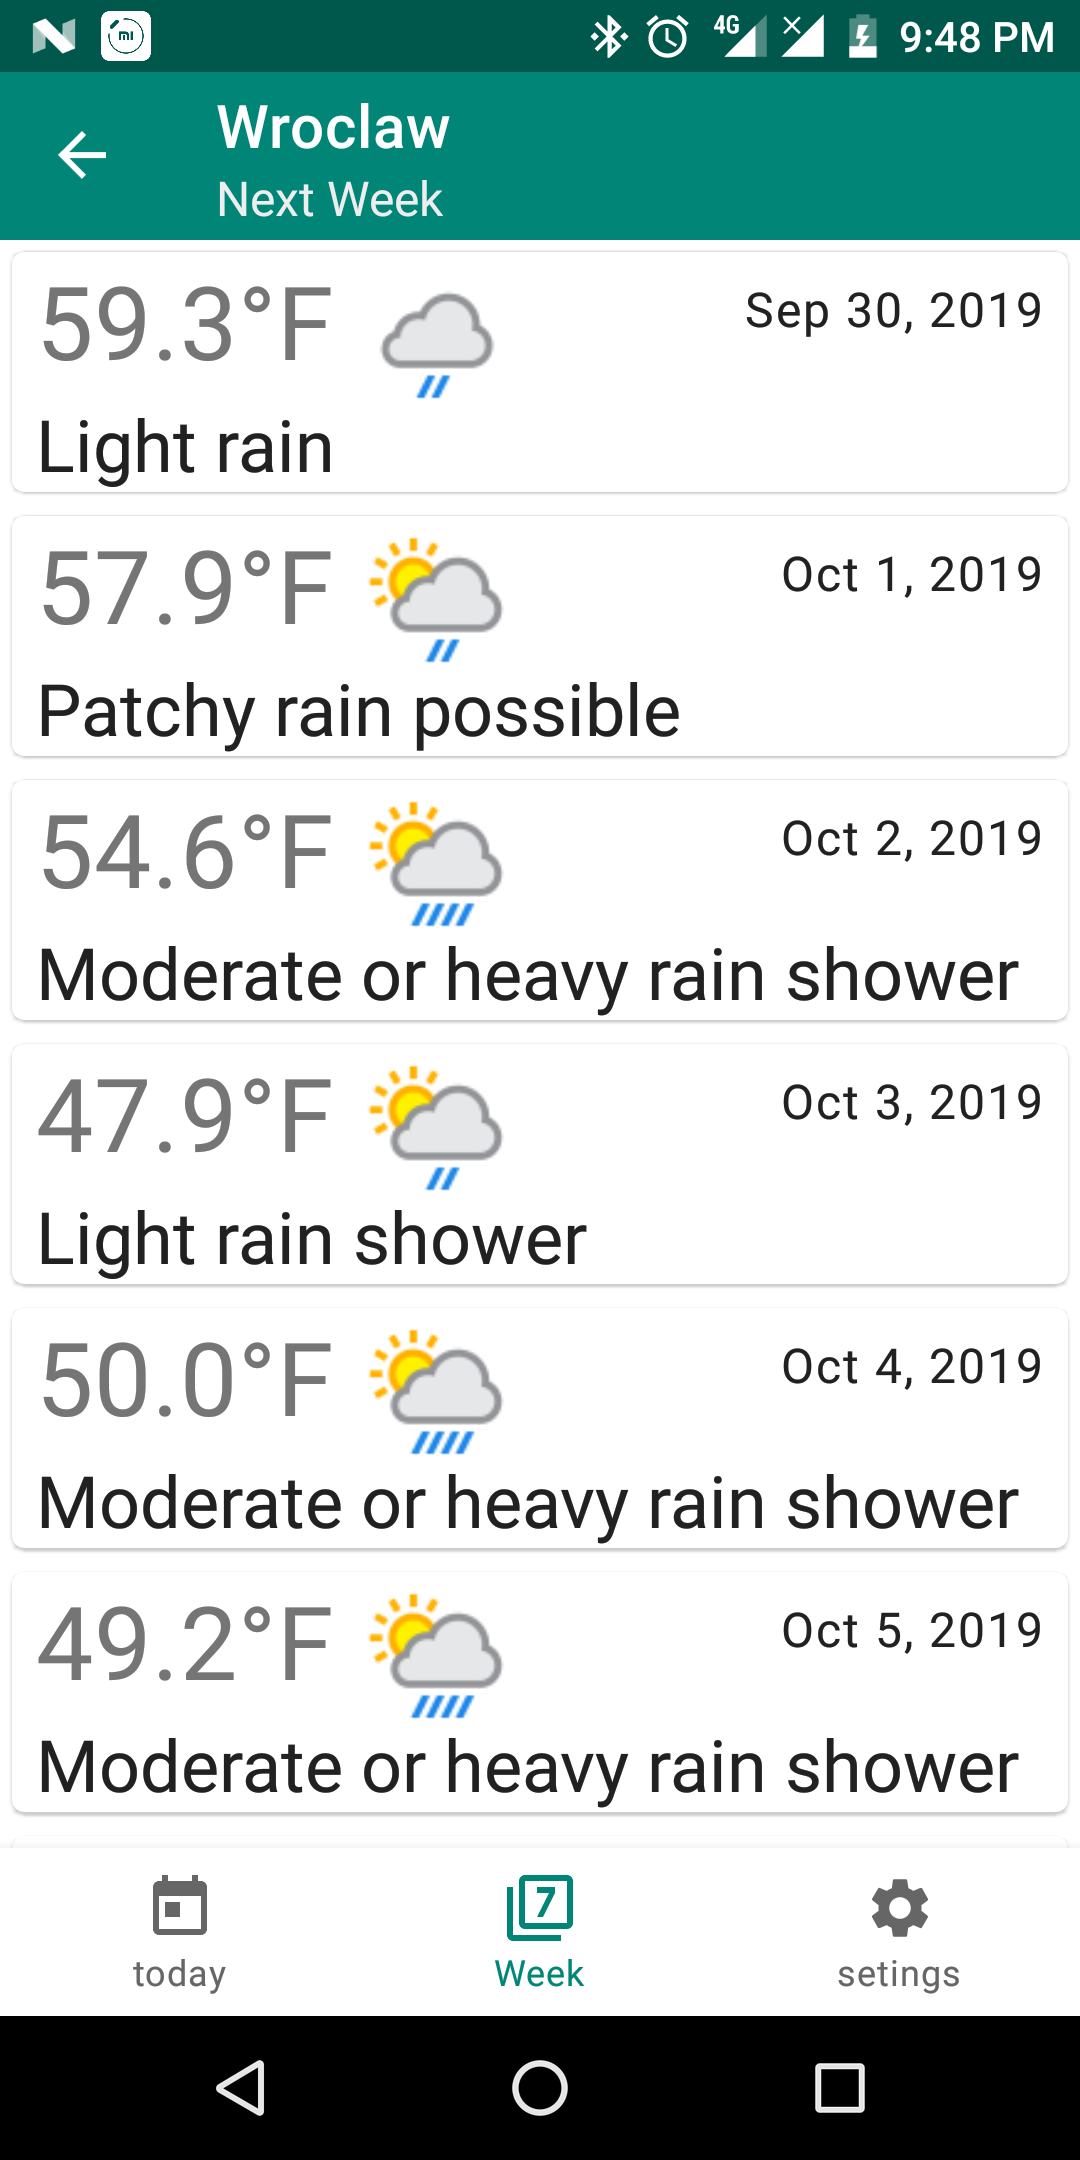 mi 4G 9:48 PM
Wroclaw
Next Week
59.3°F Sep 30, 2019
Light rain
57.9°F Oct 1, 2019
Patchy rain possible
54.6°F Oct 2, 2019
Moderate or heavy rain shower
47.9°F Oct 3, 2019
Light rain shower
50.0°F Oct 4, 2019
Moderate or heavy rain shower
49.2°F Oct 5, 2019
Moderate or heavy rain shower
7
today Week setings